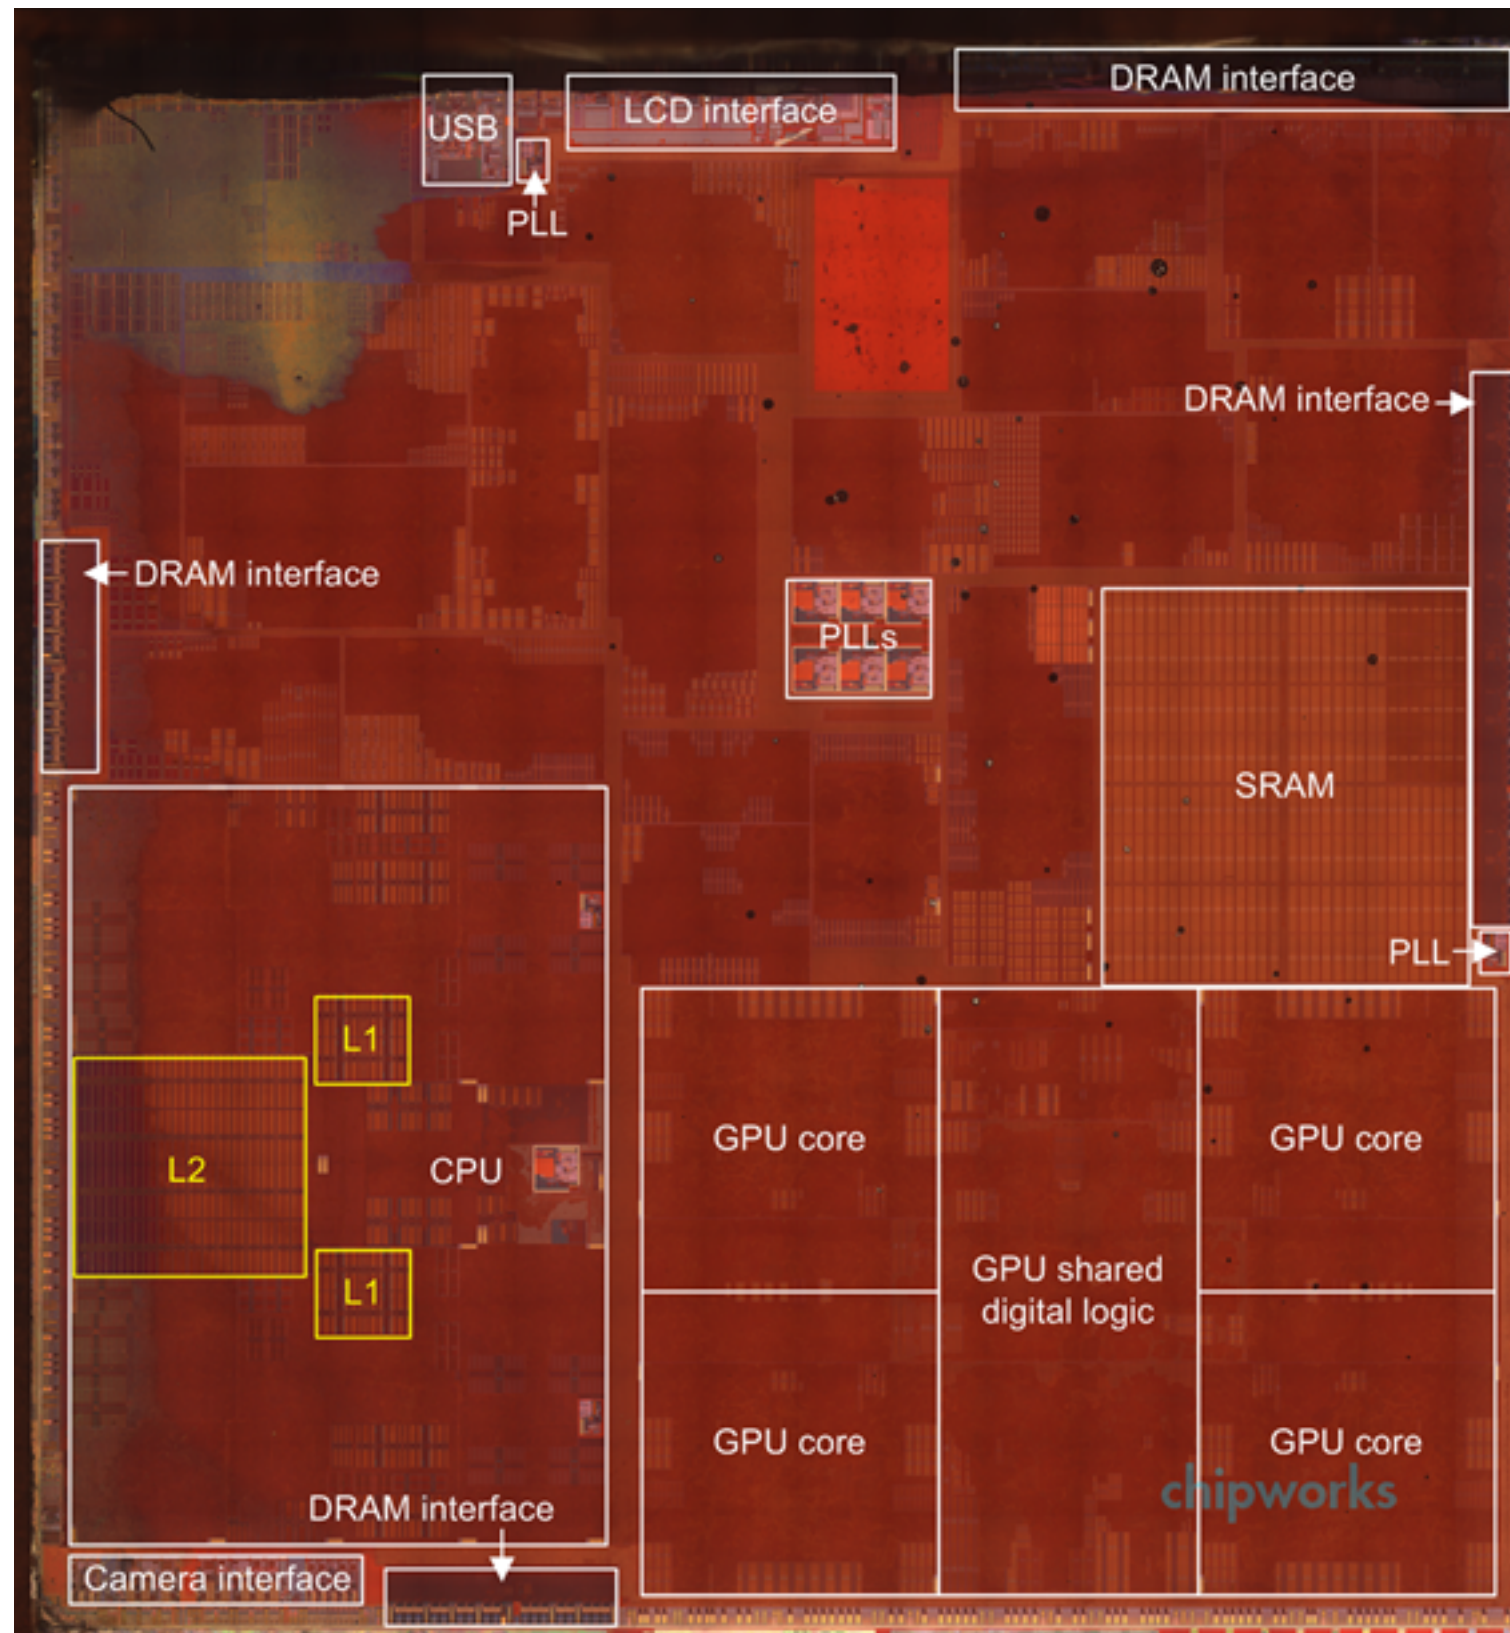 DRAM interface
LCD interface
USB
PLL
DRAM interface
DRAM interface
PLLs
SRAM
PLL
L1
L2
CPU
L1
GPU core
GPU core
GPU shared
digital logic
GPU core
GPU core
chipworks
DRAM interface
Camera interface